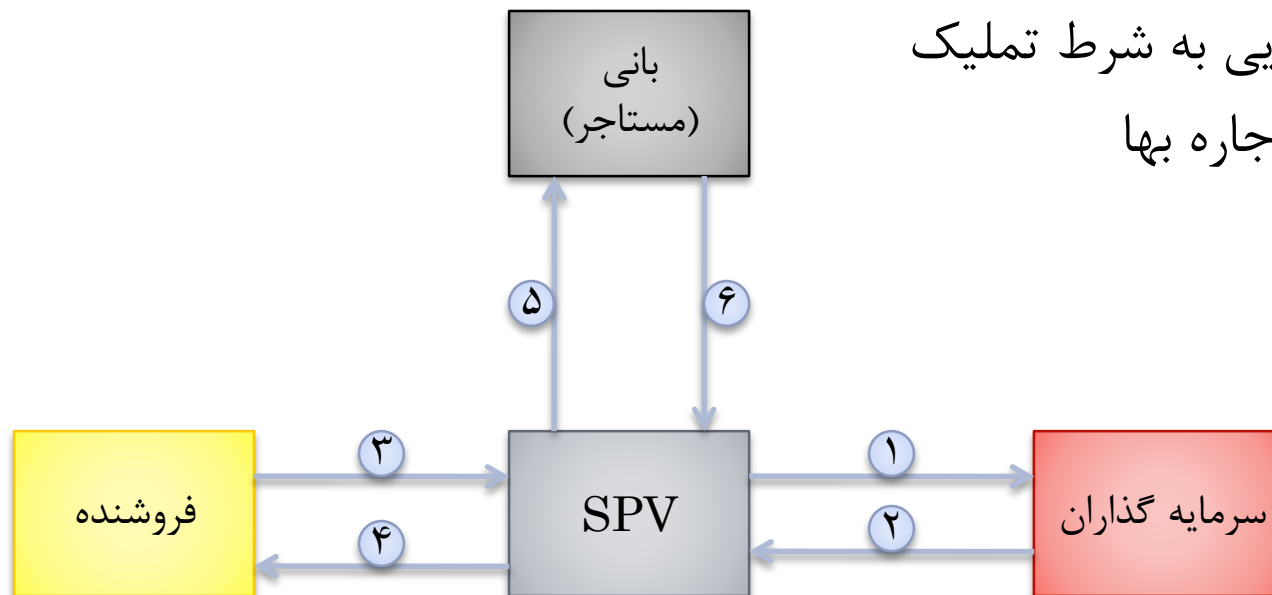 یی به شرط تملیک
جاره بها
بانی
(مستاجر)
۵
۶
۳
۱
فروشنده
SPV
سرمایه گذاران
۴
۲